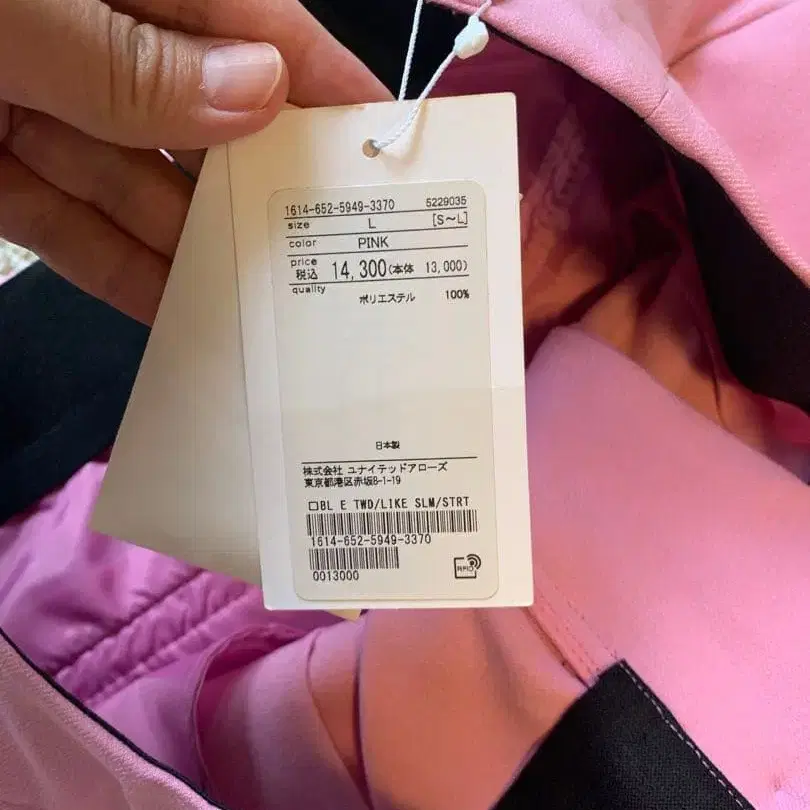 1614-652-5949-3370 5229035
size L [S~L]
color PINK
price
税込 14,300(本体 13,000)
quality
ポリエステル 100%
日本製
株式会社 ユナイテッドアローズ
東京都港区赤坂8-1-19
□BL E TWD/LIKE SLM/STRT
1614-652-5949-3370
0013000
RFID